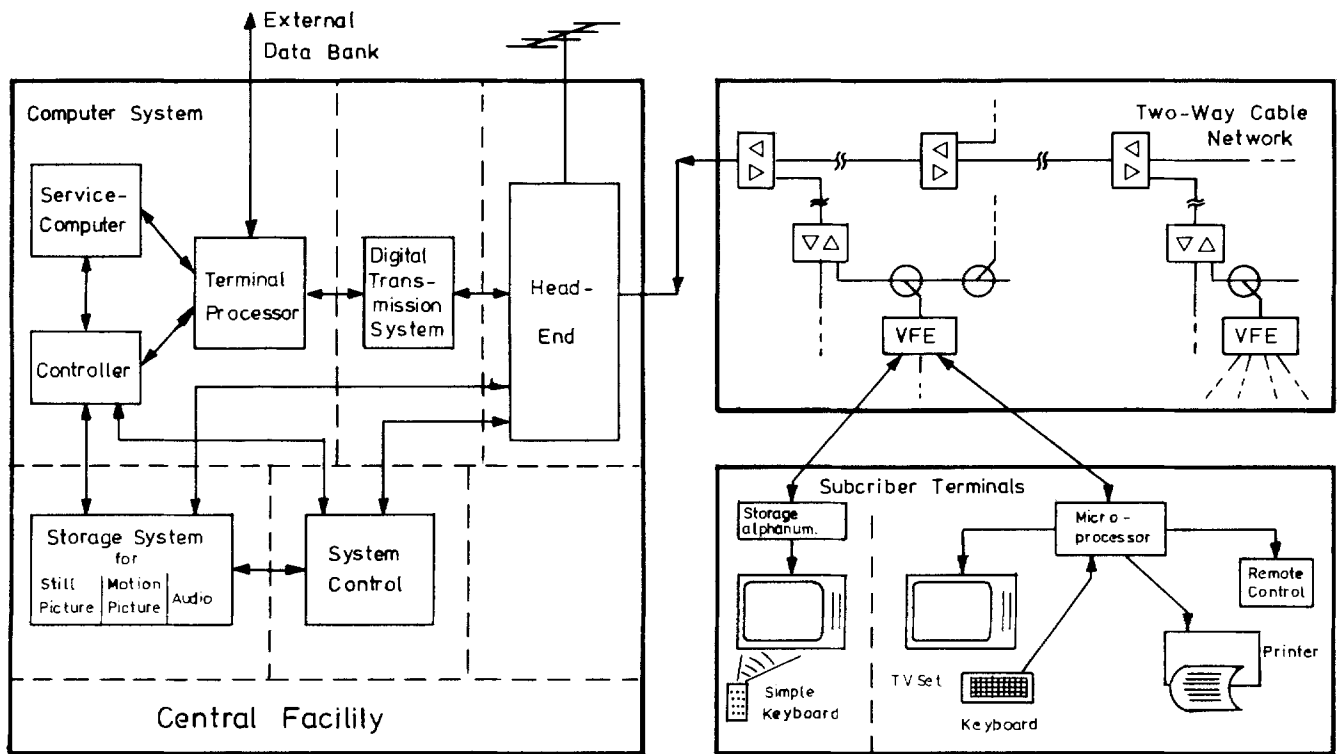 External
Data Bank
Computer System
Service-
Computer
Terminal
Processor
Controller
Digital
Trans-
mission
System
Head-
End
Storage System
for
Still
Picture
Motion
Picture
Audio
System
Control
Central Facility
Two-Way Cable
Network
VFE
VFE
Subcriber Terminals
Storage
alphanum.
Micro-
processor
Remote
Control
Printer
TV Set
Simple
Keyboard
Keyboard